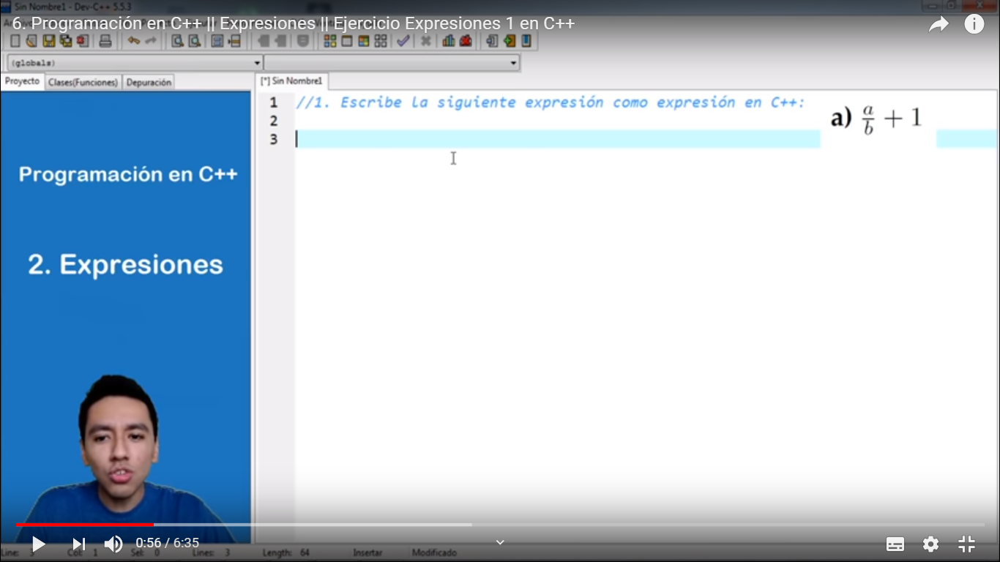 Sin Nombre1 - Dev-C++ 5.5.3
6. Programación en C++ || Expresiones || Ejercicio Expresiones 1 en C++
(globals)
Proyecto Clases(Funciones) Depuración
[*] Sin Nombre1
1 //1. Escribe la siguiente expresión como expresión en C++:
a) a/b + 1
2
3
Programación en C++
2. Expresiones
0:56 / 6:35
Line: 3 Col: 1 Sel: 0 Lines: 3 Length: 64 Insertar Modificado